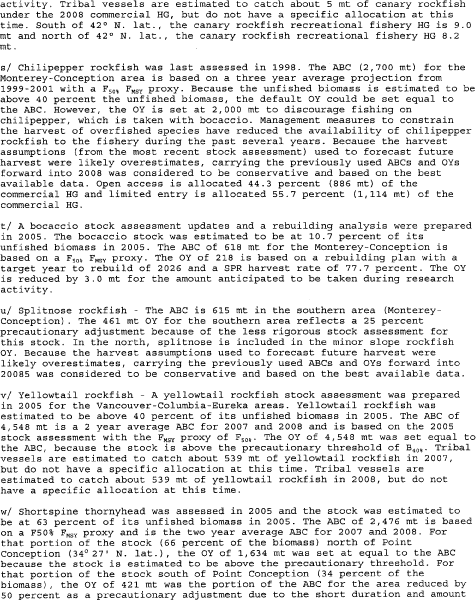 activity. Tribal vessels are estimated to catch about 5 mt of canary rockfish
under the 2008 commercial HG, but do not have a specific allocation at this
time. South of 42° N. lat., the canary rockfish recreational fishery HG is 9.0
mt and north of 42° N. lat., the canary rockfish recreational fishery HG 8.2
mt.
s/ Chilipepper rockfish was last assessed in 1998. The ABC (2,700 mt) for the
Monterey-Conception area is based on a three year average projection from
1999-2001 with a F50% FMSY proxy. Because the unfished biomass is estimated to be
above 40 percent the unfished biomass, the default OY could be set equal to
the ABC. However, the OY is set at 2,000 mt to discourage fishing on
chilipepper, which is taken with bocaccio. Management measures to constrain
the harvest of overfished species have reduced the availability of chilipepper
rockfish to the fishery during the past several years. Because the harvest
assumptions (from the most recent stock assessment) used to forecast future
harvest were likely overestimates, carrying the previously used ABCs and OYs
forward into 2008 was considered to be conservative and based on the best
available data. Open access is allocated 44.3 percent (886 mt) of the
commercial HG and limited entry is allocated 55.7 percent (1,114 mt) of the
commercial HG.
t/ A bocaccio stock assessment updates and a rebuilding analysis were prepared
in 2005. The bocaccio stock was estimated to be at 10.7 percent of its
unfished biomass in 2005. The ABC of 618 mt for the Monterey-Conception is
based on a F50% FMSY proxy. The OY of 218 is based on a rebuilding plan with a
target year to rebuild of 2026 and a SPR harvest rate of 77.7 percent. The OY
is reduced by 3.0 mt for the amount anticipated to be taken during research
activity.
u/ Splitnose rockfish - The ABC is 615 mt in the southern area (Monterey-
Conception). The 461 mt OY for the southern area reflects a 25 percent
precautionary adjustment because of the less rigorous stock assessment for
this stock. In the north, splitnose is included in the minor slope rockfish
OY. Because the harvest assumptions used to forecast future harvest were
likely overestimates, carrying the previously used ABCs and OYs forward into
20085 was considered to be conservative and based on the best available data.
v/ Yellowtail rockfish - A yellowtail rockfish stock assessment was prepared
in 2005 for the Vancouver-Columbia-Eureka areas. Yellowtail rockfish was
estimated to be above 40 percent of its unfished biomass in 2005. The ABC of
4,548 mt is a 2 year average ABC for 2007 and 2008 and is based on the 2005
stock assessment with the FMSY proxy of F50%. The OY of 4,548 mt was set equal to
the ABC, because the stock is above the precautionary threshold of B40%. Tribal
vessels are estimated to catch about 539 mt of yellowtail rockfish in 2007,
but do not have a specific allocation at this time. Tribal vessels are
estimated to catch about 539 mt of yellowtail rockfish in 2008, but do not
have a specific allocation at this time.
w/ Shortspine thornyhead was assessed in 2005 and the stock was estimated to
be at 63 percent of its unfished biomass in 2005. The ABC of 2,476 mt is based
on a F50% FMSY proxy and is the two year average ABC for 2007 and 2008. For
that portion of the stock (66 percent of the biomass) north of Point
Conception (34° 27' N. lat.), the OY of 1,634 mt was set at equal to the ABC
because the stock is estimated to be above the precautionary threshold. For
that portion of the stock south of Point Conception (34 percent of the
biomass), the OY of 421 mt was the portion of the ABC for the area reduced by
50 percent as a precautionary adjustment due to the short duration and amount